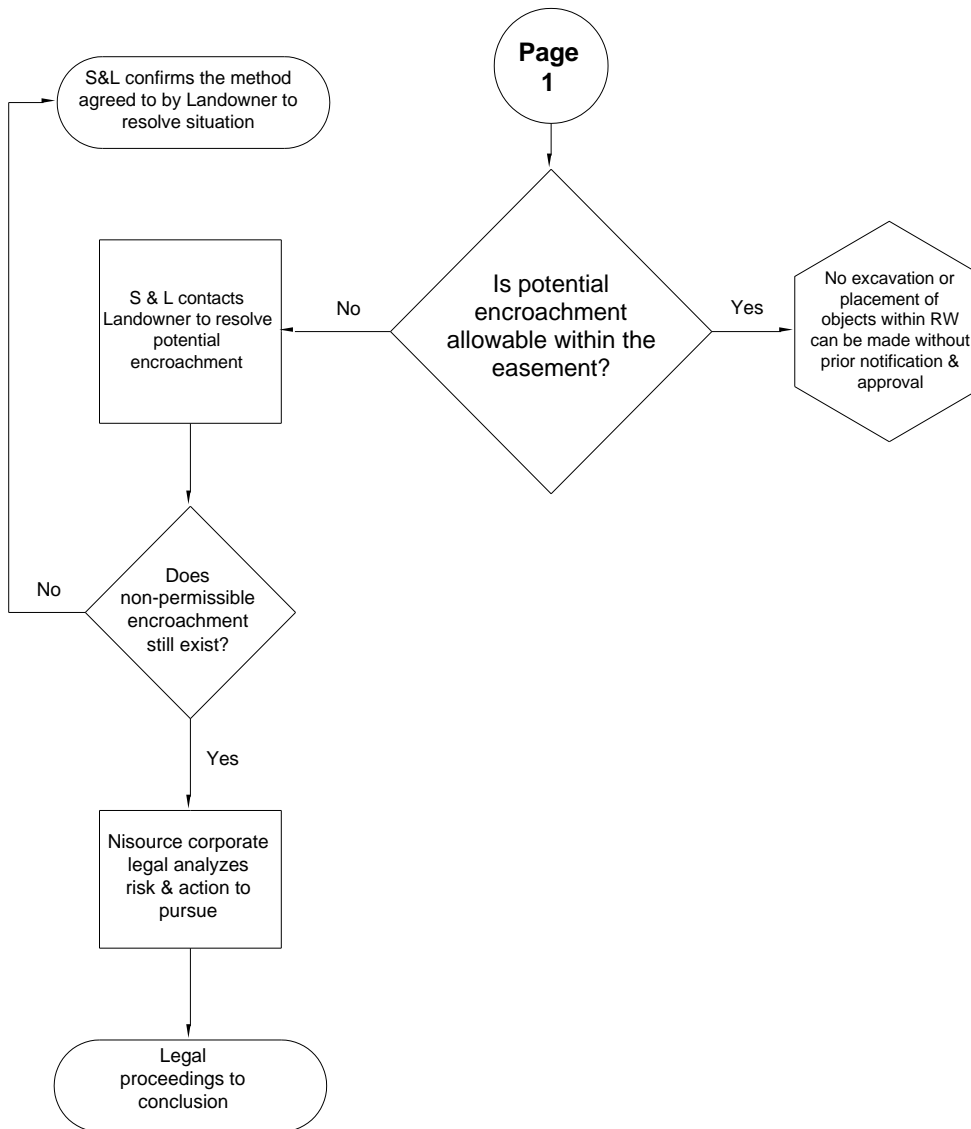 Page
1
S&L confirms the method
agreed to by Landowner to
resolve situation
Is potential
encroachment
allowable within the
easement?
No
Yes
S & L contacts
Landowner to resolve
potential
encroachment
No excavation or
placement of
objects within RW
can be made without
prior notification &
approval
Does
non-permissible
encroachment
still exist?
No
Yes
Nisource corporate
legal analyzes
risk & action to
pursue
Legal
proceedings to
conclusion